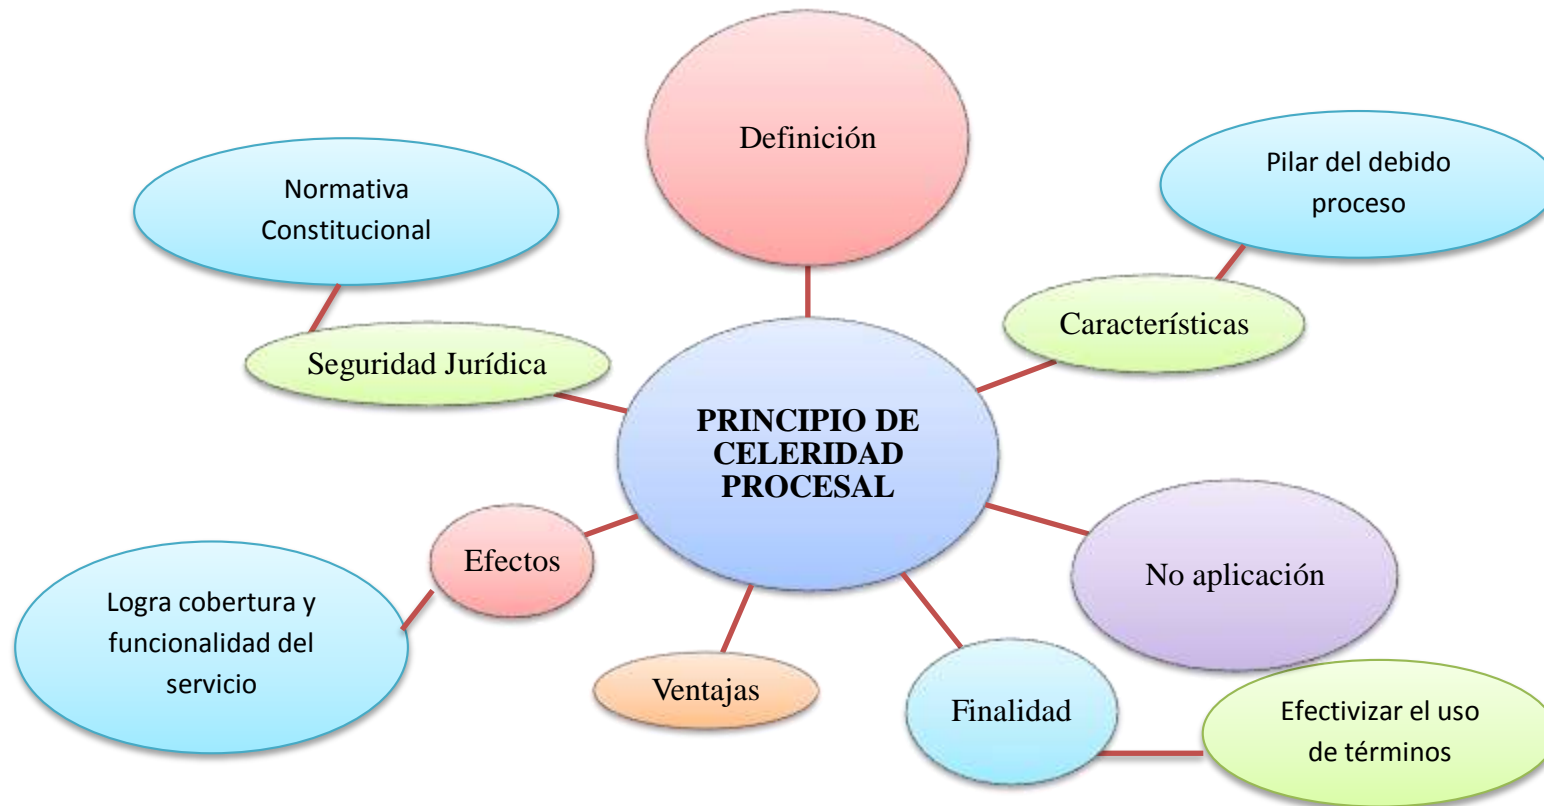 Definición
Normativa
Constitucional
Pilar del debido
proceso
Características
Seguridad Jurídica
PRINCIPIO DE
CELERIDAD
PROCESAL
Efectos
No aplicación
Logra cobertura y
funcionalidad del
servicio
Ventajas
Finalidad
Efectivizar el uso
de términos